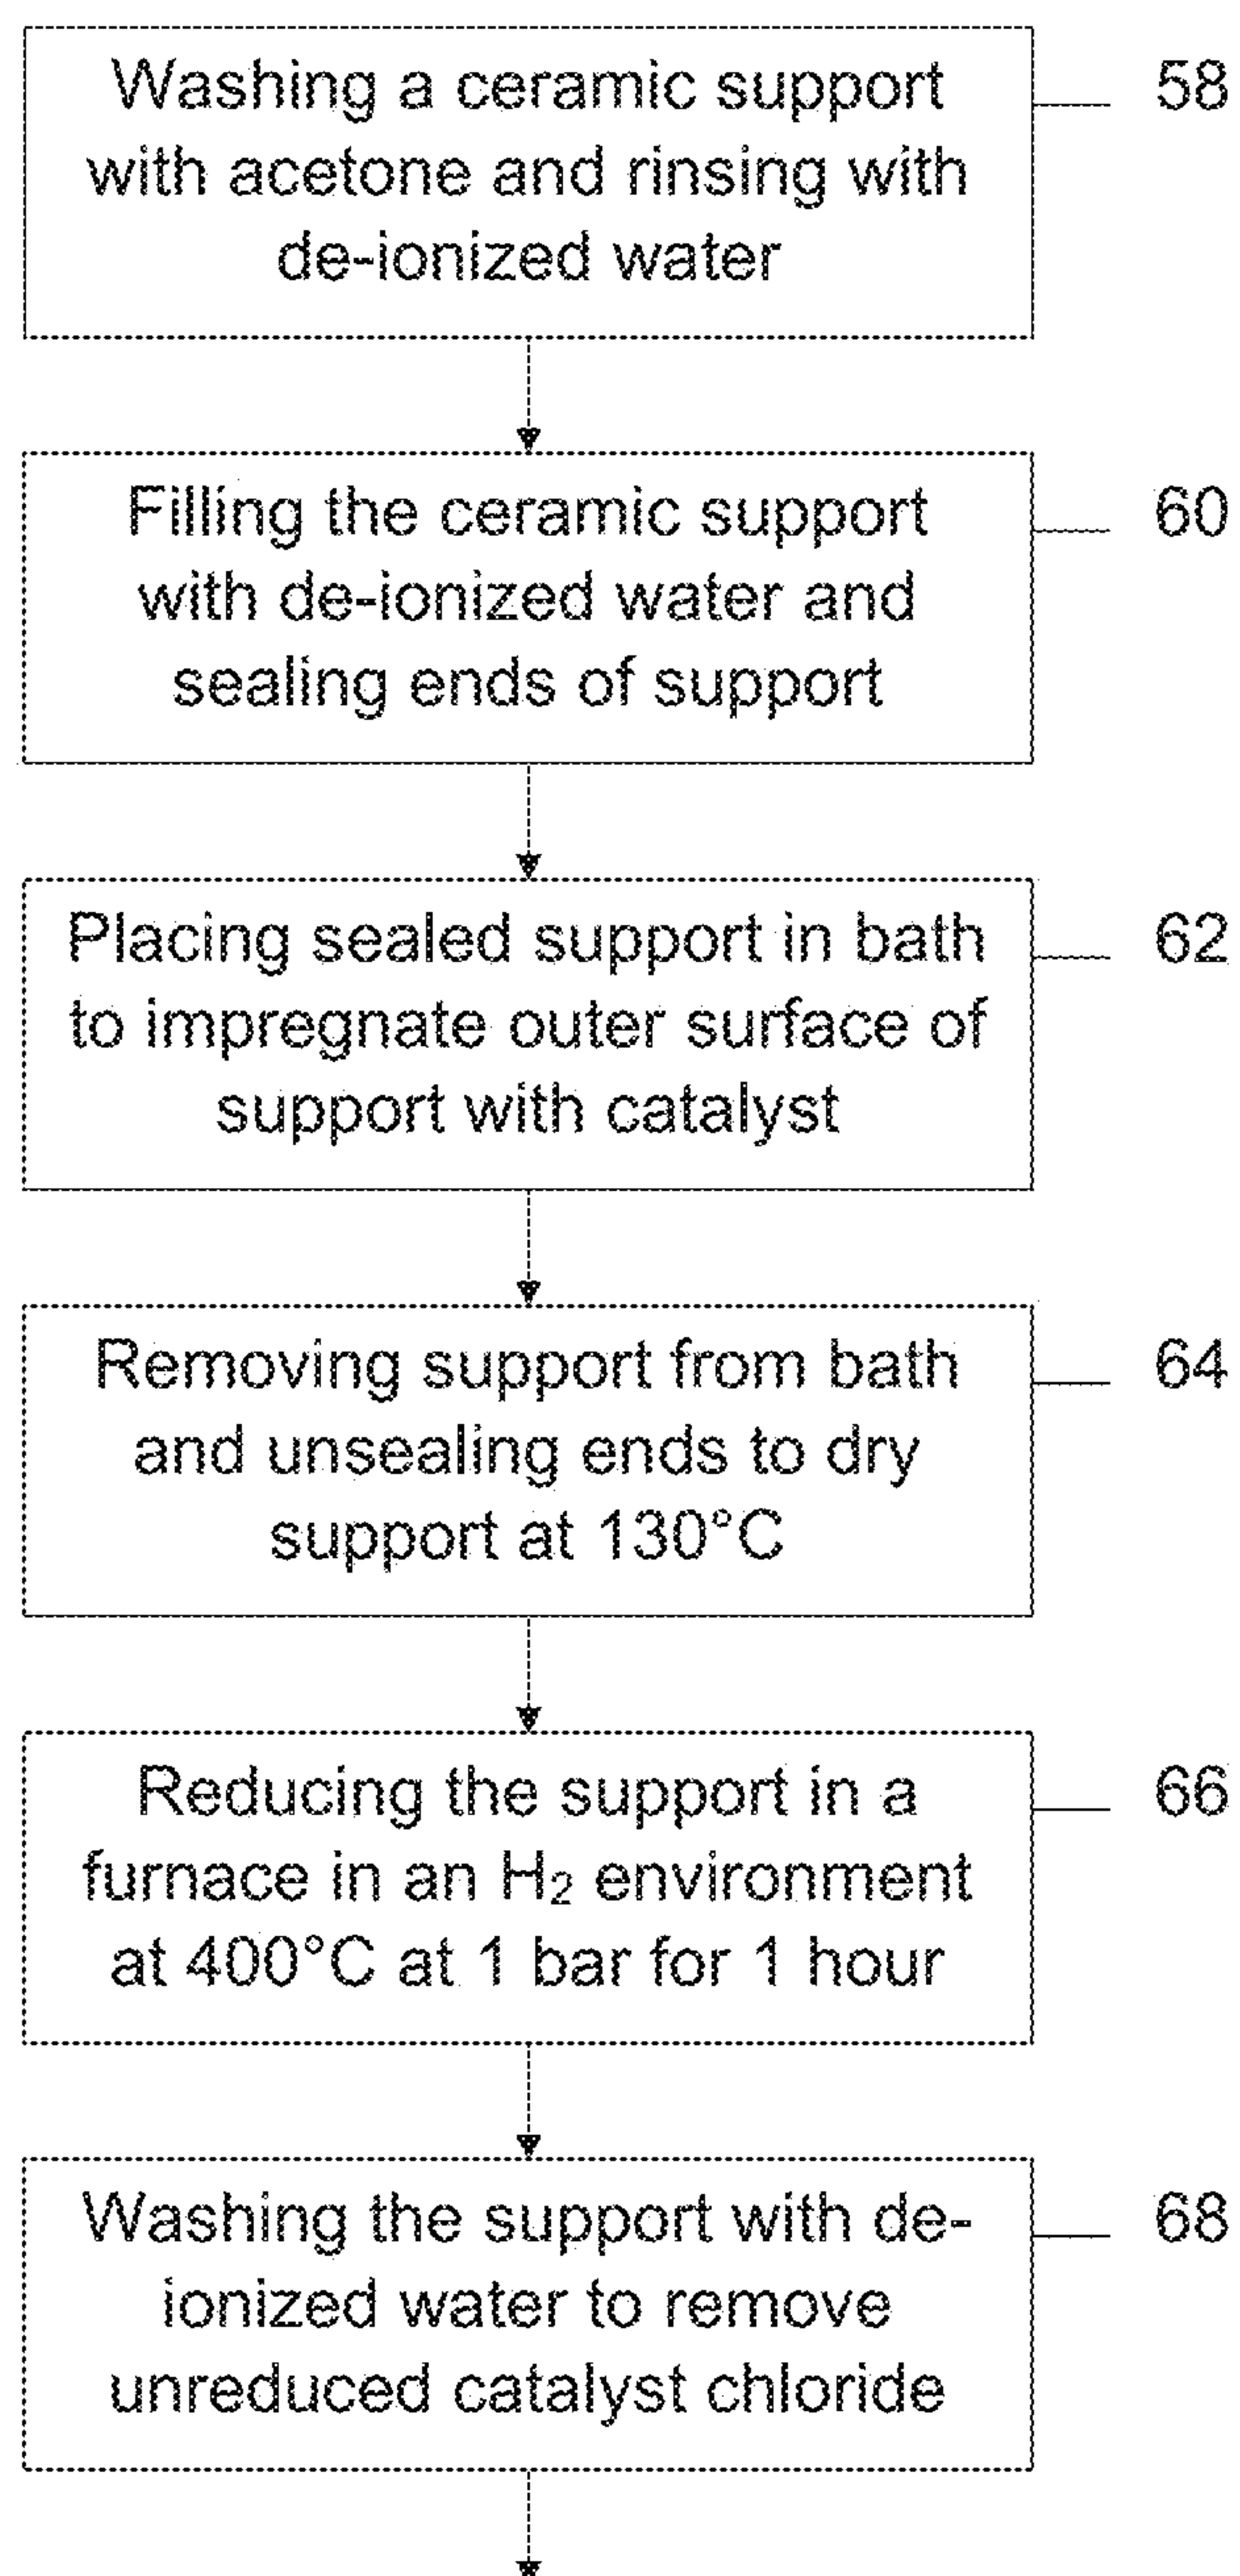 Washing a ceramic support
with acetone and rinsing with
de-ionized water
58
Filling the ceramic support
with de-ionized water and
sealing ends of support
60
Placing sealed support in bath
to impregnate outer surface of
support with catalyst
62
Removing support from bath
and unsealing ends to dry
support at 130°C
64
Reducing the support in a
furnace in an H₂ environment
at 400°C at 1 bar for 1 hour
66
Washing the support with de-
ionized water to remove
unreduced catalyst chloride
68